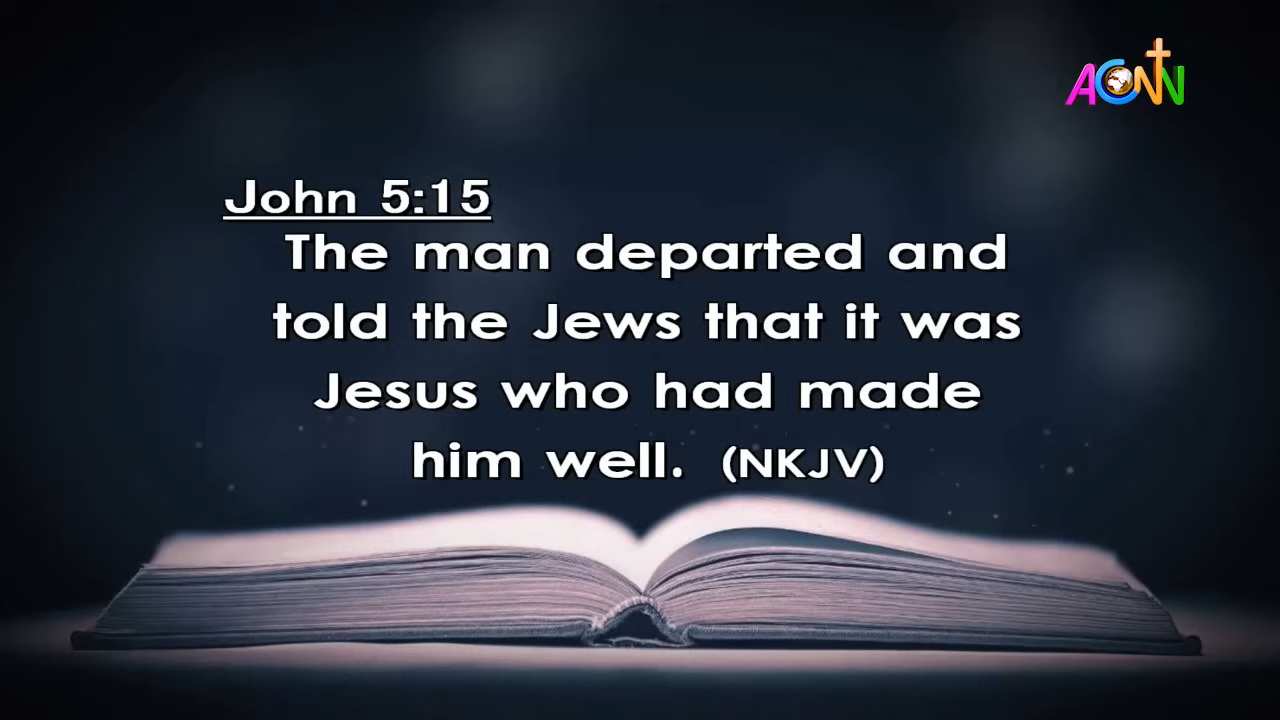 ACNN
John 5:15
The man departed and
told the Jews that it was
Jesus who had made
him well. (NKJV)